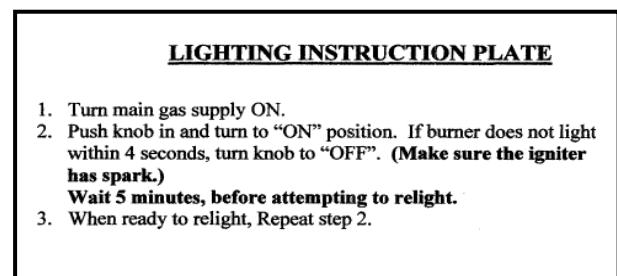 LIGHTING INSTRUCTION PLATE
1. Turn main gas supply ON.
2. Push knob in and turn to “ON” position. If burner does not light
within 4 seconds, turn knob to “OFF”. (Make sure the igniter
has spark.)
Wait 5 minutes, before attempting to relight.
3. When ready to relight, Repeat step 2.